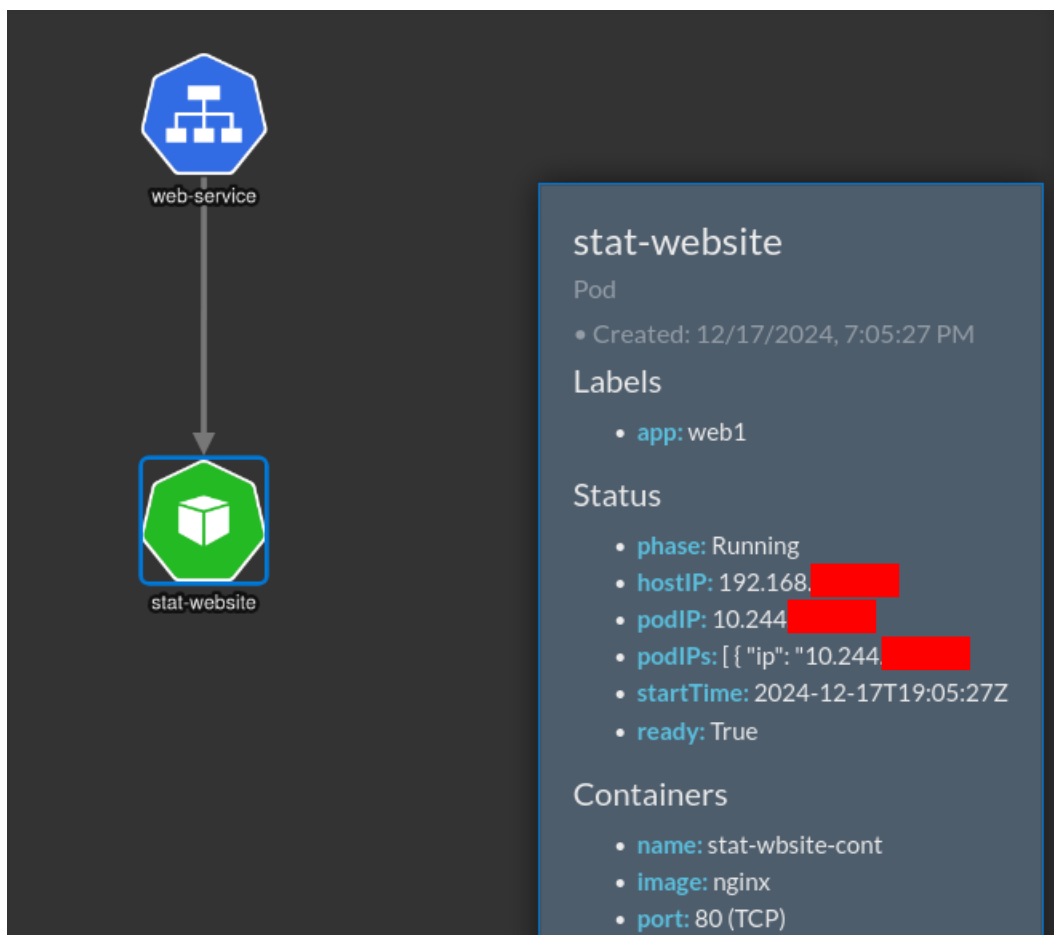 web-service
stat-website
stat-website
Pod
• Created: 12/17/2024, 7:05:27 PM
Labels
• app: web1
Status
• phase: Running
• hostIP: 192.168.
• podIP: 10.244
• podIPs: [ { "ip": "10.244.
• startTime: 2024-12-17T19:05:27Z
• ready: True
Containers
• name: stat-wbsite-cont
• image: nginx
• port: 80 (TCP)